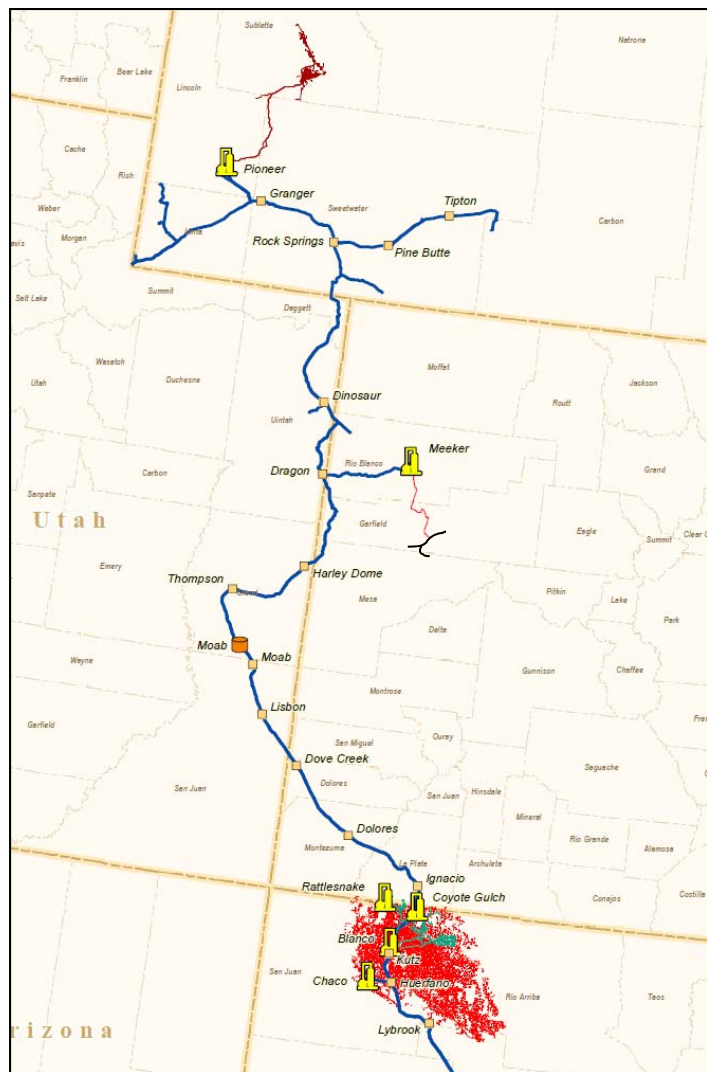 Sublette
Natrona
Franklin
Bear Lake
Lincoln
Cache
Pioneer
Rich
Granger
Sweetwater
Tipton
Weber
Carbon
Rock Springs
Pine Butte
Morgan
Summit
Salt Lake
Daggett
Moffat
Wasatch
Jackson
Utah
Duchesne
Dinosaur
Routt
Uintah
Meeker
Carbon
Dragon
Rio Blanco
Grand
Sanpete
Utah
Garfield
Eagle
Summit
Emery
Harley Dome
Thompson
Pitkin
Mesa
Lake
Park
Delta
Moab
Moab
Wayne
Chaffee
Gunnison
Montrose
Lisbon
Garfield
Ouray
San Miguel
Dove Creek
Saguache
Dolores
San Juan
San Juan
Hinsdale
Mineral
Dolores
Rio Grande
Alamosa
Montezuma
La Plata
Archuleta
Ignacio
Rattlesnake
Coyote Gulch
Conejos
Costilla
Blanco
Kutz
San Juan
Chaco
Huerfano
Rio Arriba
Taos
Lybrook
rizona